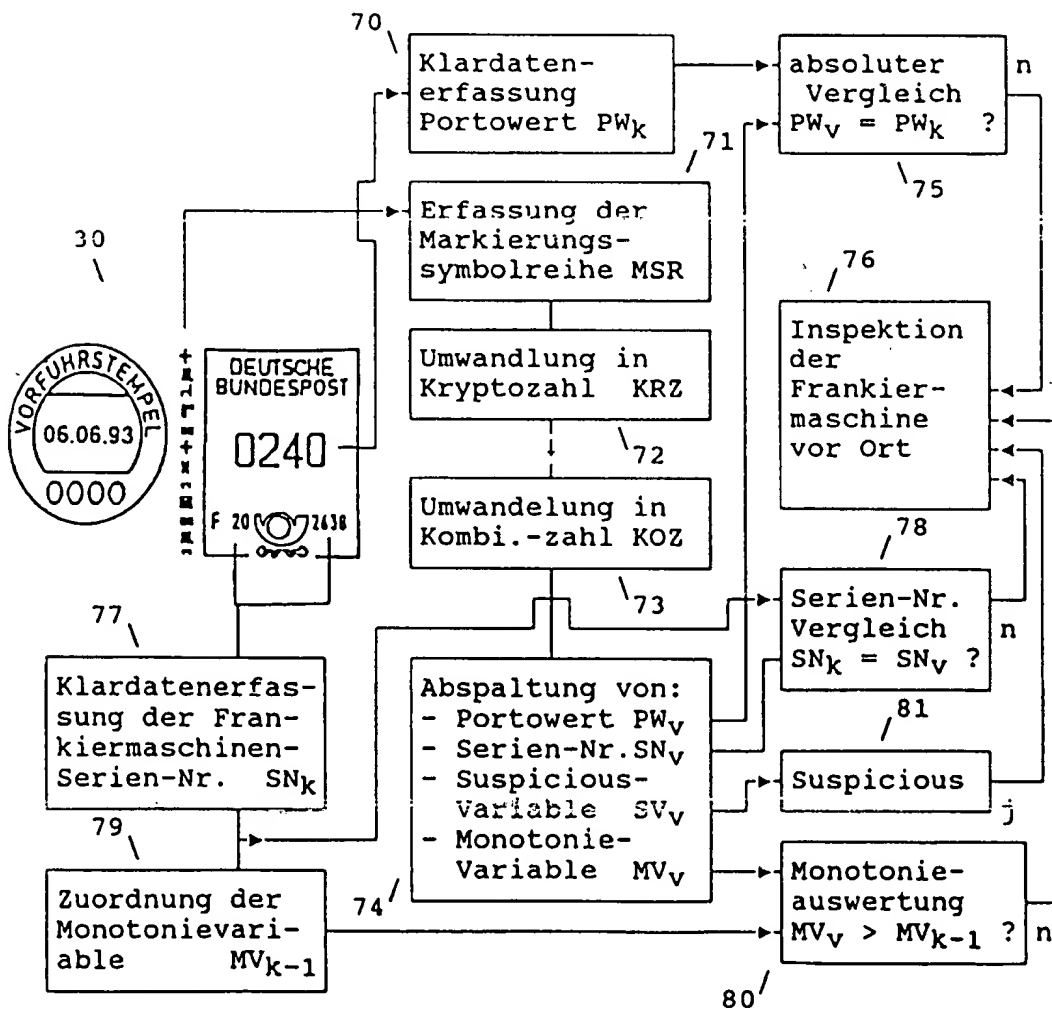 70
Klardaten-
erfassung
Portowert PWk
absoluter
Vergleich
PWv = PWk ?
n
75
71
Erfassung der
Markierungs-
symbolreihe MSR
30
VORFÜHRSTEMPEL
06.06.93
0000
DEUTSCHE
BUNDESPOST
0240
F 20 2638
Umwandlung in
Kryptozahl KRZ
72
Umwandelung in
Kombi.-zahl KOZ
73
76
Inspektion
der
Frankier-
maschine
vor Ort
77
Klardatenerfas-
sung der Fran-
kiermaschinen-
Serien-Nr. SNk
78
Serien-Nr.
Vergleich
SNk = SNv ?
n
Abspaltung von:
- Portowert PWv
- Serien-Nr.SNv
- Suspicious-
Variable SVv
- Monotonie-
Variable MVv
74
81
Suspicious
j
79
Zuordnung der
Monotonievari-
able MVk-1
Monotonie-
auswertung
MVv > MVk-1 ?
n
80